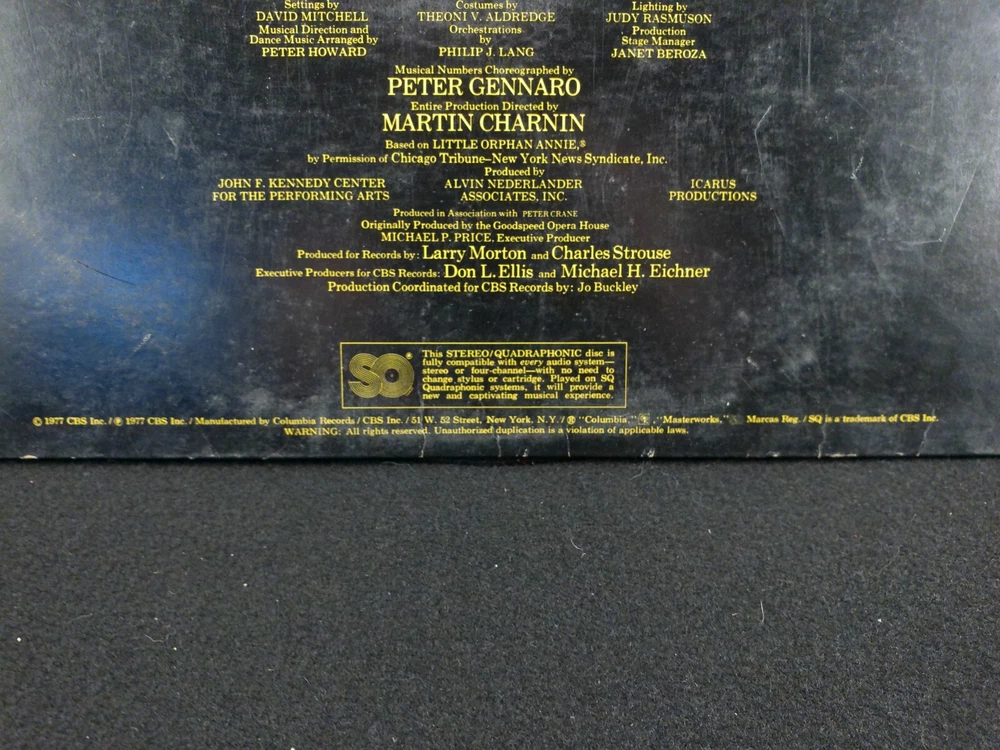 Settings by
DAVID MITCHELL
Musical Direction and
Dance Music Arranged by
PETER HOWARD
Costumes by
THEONI V. ALDREDGE
Orchestrations
by
PHILIP J. LANG
Lighting by
JUDY RASMUSON
Production
Stage Manager
JANET BEROZA
Musical Numbers Choreographed by
PETER GENNARO
Entire Production Directed by
MARTIN CHARNIN
Based on LITTLE ORPHAN ANNIE,®
by Permission of Chicago Tribune–New York News Syndicate, Inc.
Produced by
JOHN F. KENNEDY CENTER
FOR THE PERFORMING ARTS
ALVIN NEDERLANDER
ASSOCIATES, INC.
ICARUS
PRODUCTIONS
Produced in Association with PETER CRANE
Originally Produced by the Goodspeed Opera House
MICHAEL P. PRICE, Executive Producer
Produced for Records by: Larry Morton and Charles Strouse
Executive Producers for CBS Records: Don L. Ellis and Michael H. Eichner
Production Coordinated for CBS Records by: Jo Buckley
SQ
This STEREO/QUADRAPHONIC disc is
fully compatible with every audio system—
stereo or four-channel—with no need to
change stylus or cartridge. Played on SQ
Quadraphonic systems, it will provide a
new and captivating musical experience.
© 1977 CBS Inc. / ℗ 1977 CBS Inc. / Manufactured by Columbia Records / CBS Inc. / 51 W. 52 Street, New York, N.Y. / ® "Columbia," , "Masterworks," Marcas Reg. / SQ is a trademark of CBS Inc.
WARNING: All rights reserved. Unauthorized duplication is a violation of applicable laws.